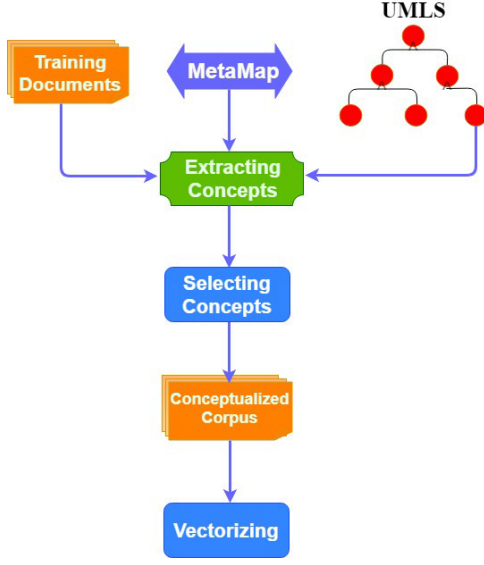 UMLS
Training
Documents
MetaMap
Extracting
Concepts
Selecting
Concepts
Conceptualized
Corpus
Vectorizing